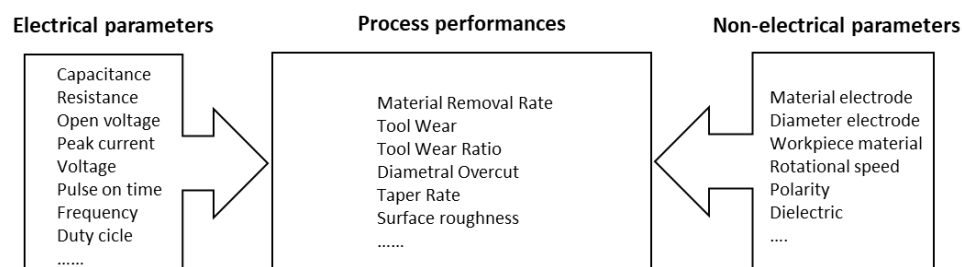 Electrical parameters
Capacitance
Resistance
Open voltage
Peak current
Voltage
Pulse on time
Frequency
Duty cicle
......
Process performances
Material Removal Rate
Tool Wear
Tool Wear Ratio
Diametral Overcut
Taper Rate
Surface roughness
......
Non-electrical parameters
Material electrode
Diameter electrode
Workpiece material
Rotational speed
Polarity
Dielectric
....